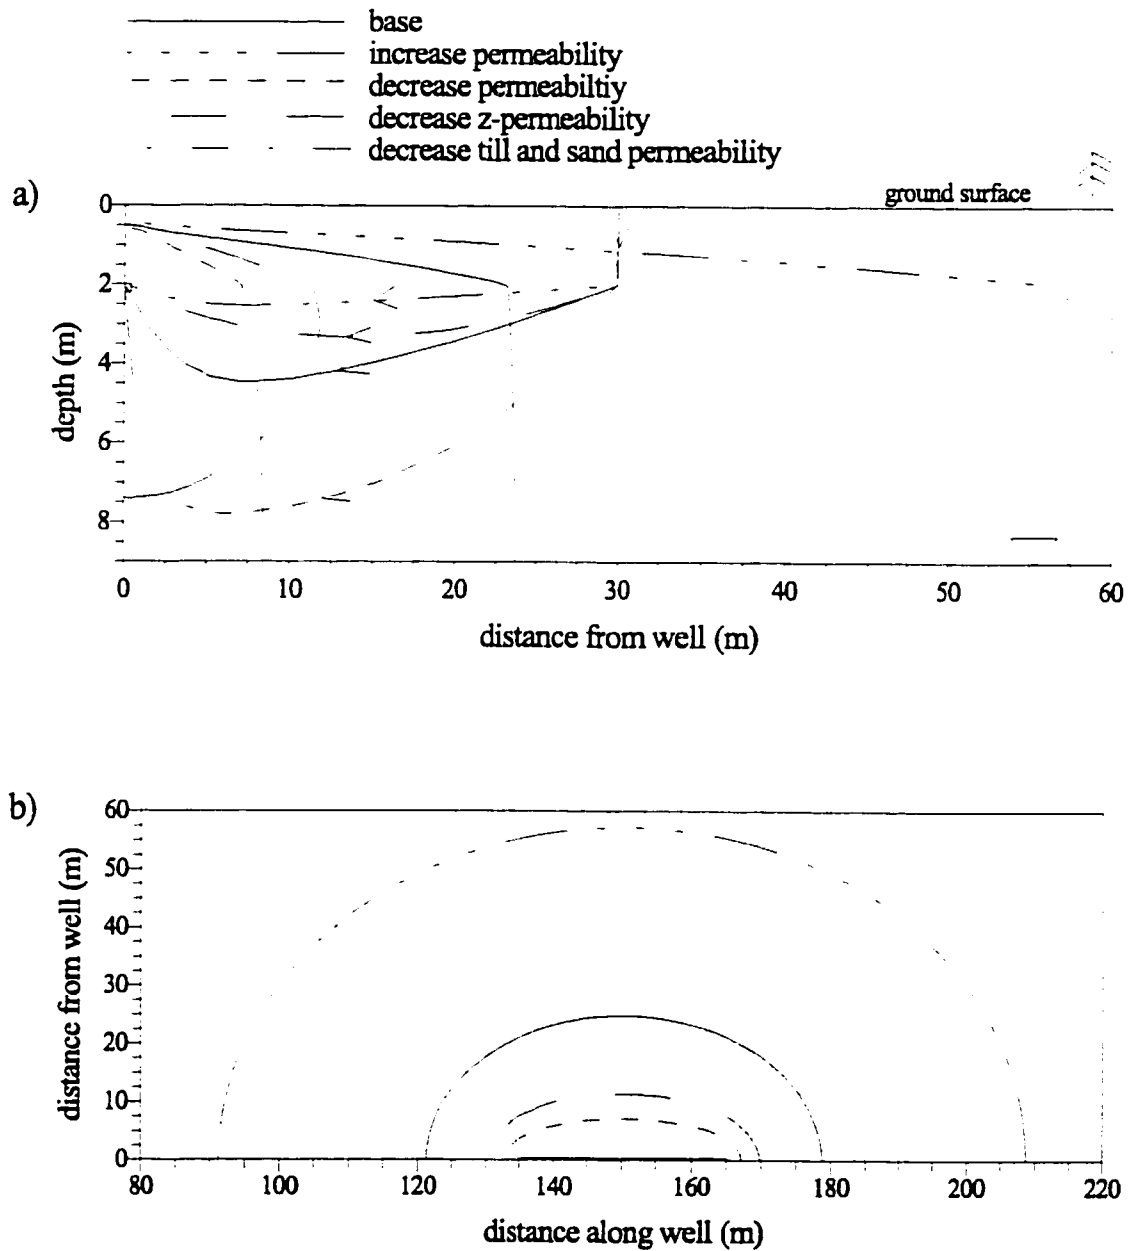 base
increase permeability
decrease permeabiltiy
decrease z-permeability
decrease till and sand permeability
a)
ground surface
0
2
4
6
8
depth (m)
0 10 20 30 40 50 60
distance from well (m)
b)
60
50
40
30
20
10
0
distance from well (m)
80 100 120 140 160 180 200 220
distance along well (m)